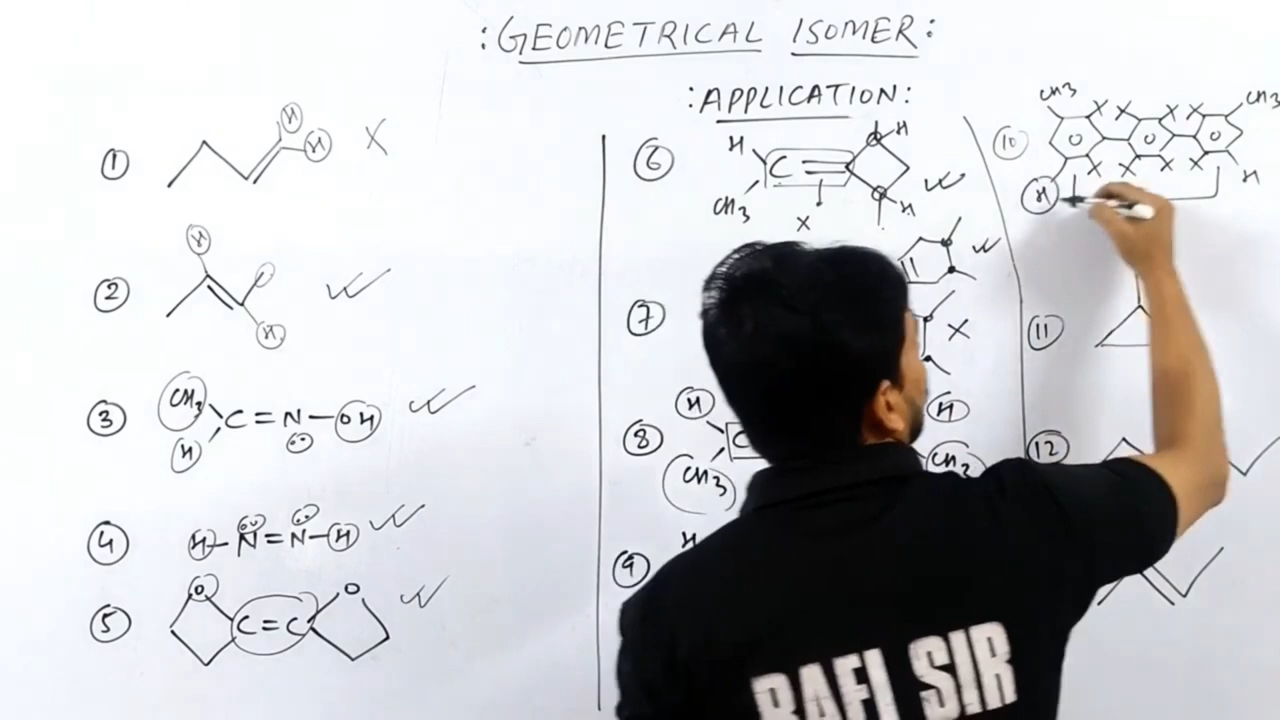 :GEOMETRICAL ISOMER:
:APPLICATION:
1
H
H
X
2
H
H
3
CH3
C = N - OH
H
4
H - N = N - H
5
O
O
C = C
6
H
C
CH3
H
H
X
7
X
8
H
C
CH3
H
CH3
9
H
10
CH3
X X X X
CH3
O O O
X X X X
H
H
11
12
RAFI SIR